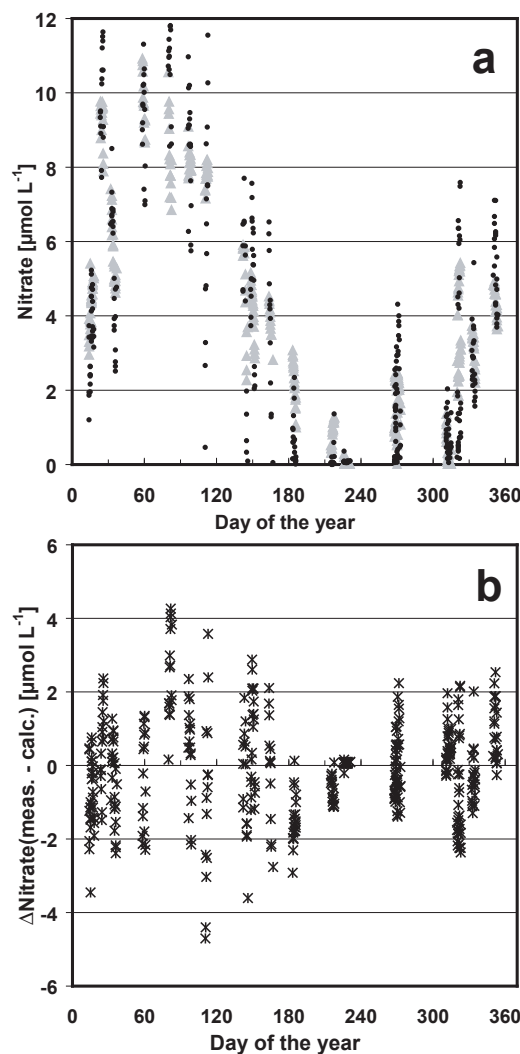 a
Nitrate [µmol L⁻¹]
12
10
8
6
4
2
0
0 60 120 180 240 300 360
Day of the year
b
ΔNitrate(meas. - calc.) [µmol L⁻¹]
6
4
2
0
-2
-4
-6
0 60 120 180 240 300 360
Day of the year